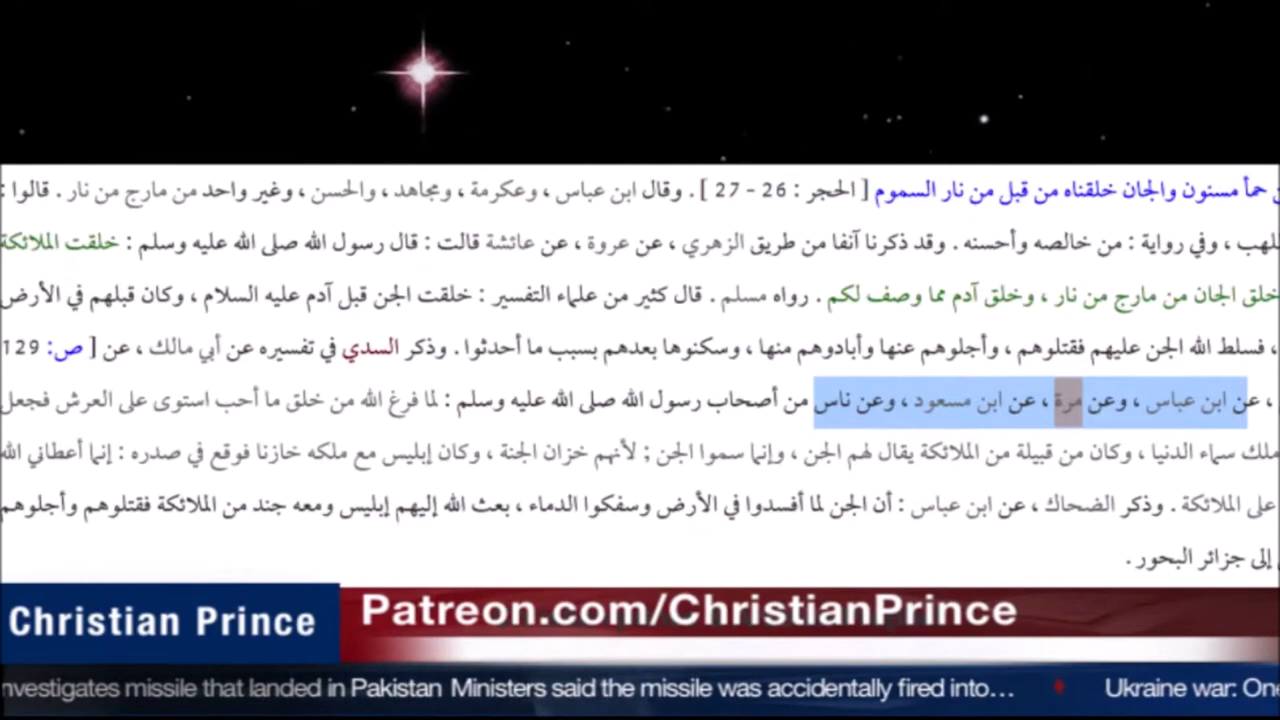 حمأ مسنون والجان خلقناه من قبل من نار السموم [ الحجر : 26 - 27 ] . وقال ابن عباس ، وعكرمة ، ومجاهد ، والحسن ، وغير واحد من مارج من نار . قالوا :
، وفي رواية : من خالصه وأحسنه . وقد ذكرنا آنفا من طريق الزهري ، عن عروة ، عن عائشة قالت : قال رسول الله صلى الله عليه وسلم : خلقت الملائكة
خلق الجان من مارج من نار ، وخلق آدم مما وصف لكم . رواه مسلم . قال كثير من علماء التفسير : خلقت الجن قبل آدم عليه السلام ، وكان قبلهم في الأرض
، فسلط الله الجن عليهم فقتلوهم ، وأجلوهم عنها وأبادوهم منها ، وسكنوها بعدهم بسبب ما أحدثوا . وذكر السدي في تفسيره عن أبي مالك ، عن [ ص: 129
، عن ابن عباس ، وعن مرة ، عن ابن مسعود ، وعن ناس من أصحاب رسول الله صلى الله عليه وسلم : لما فرغ الله من خلق ما أحب استوى على العرش فجعل
ملك سماء الدنيا ، وكان من قبيلة من الملائكة يقال لهم الجن ، وإنما سموا الجن ; لأنهم خزان الجنة ، وكان إبليس مع ملكه خازنا فوقع في صدره : إنما أعطاني الله
على الملائكة . وذكر الضحاك ، عن ابن عباس : أن الجن لما أفسدوا في الأرض وسفكوا الدماء ، بعث الله إليهم إبليس ومعه جند من الملائكة فقتلوهم وأجلوهم
إلى جزائر البحور .
Christian Prince
Patreon.com/ChristianPrince
nvestigates missile that landed in Pakistan Ministers said the missile was accidentally fired into… Ukraine war: One